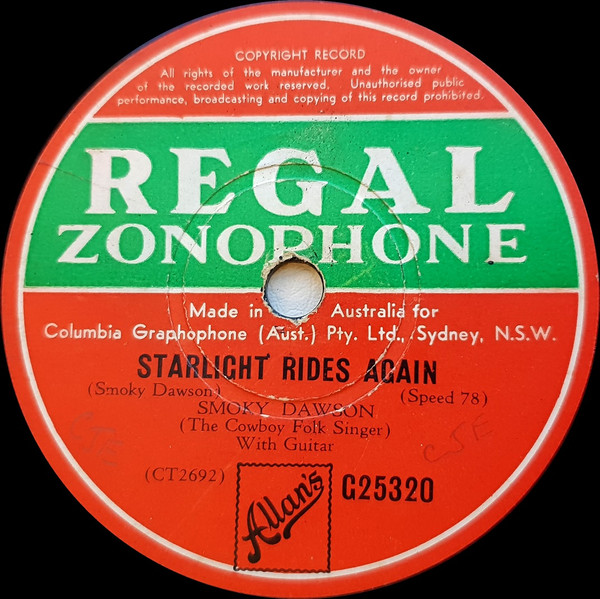 COPYRIGHT RECORD
All rights of the manufacturer and the owner
of the recorded work reserved. Unauthorised public
performance, broadcasting and copying of this record prohibited.
REGAL
ZONOPHONE
Made in Australia for
Columbia Graphophone (Aust.) Pty. Ltd., Sydney, N.S.W.
STARLIGHT RIDES AGAIN
(Smoky Dawson) (Speed 78)
SMOKY DAWSON
(The Cowboy Folk Singer)
With Guitar
(CT2692)
Allan's
G25320